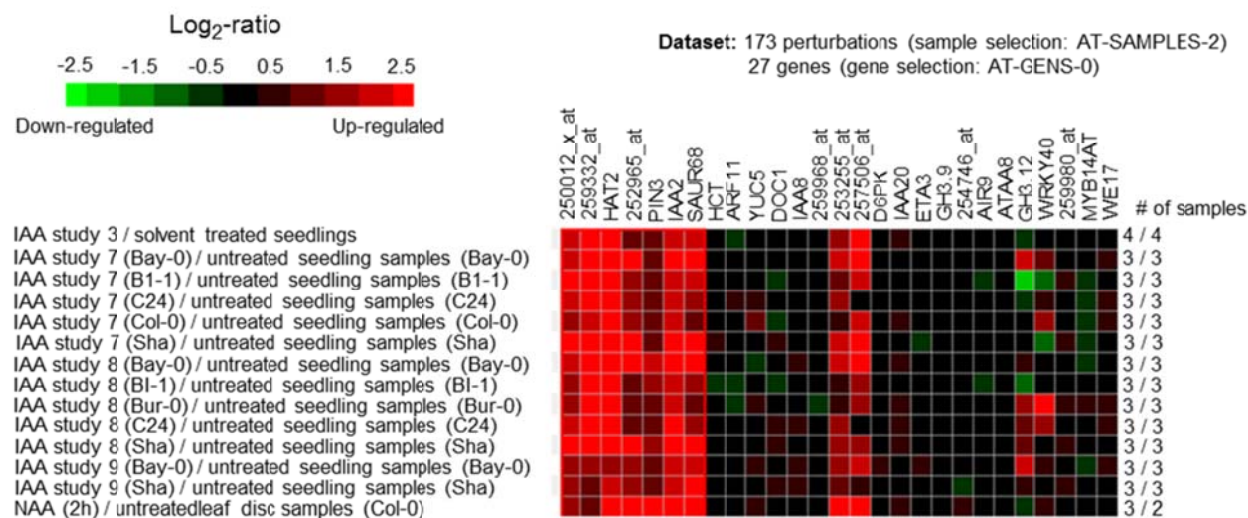 Log2-ratio
-2.5 -1.5 -0.5 0.5 1.5 2.5
Down-regulated Up-regulated
Dataset: 173 perturbations (sample selection: AT-SAMPLES-2)
27 genes (gene selection: AT-GENS-0)
250012_x_at
259332_at
HAT2
252965_at
PIN3
IAA2
SAUR68
HCT
ARF11
YUC5
DOC1
IAA8
259968_at
253255_at
257506_at
D6PK
IAA20
ETA3
GH3.9
254746_at
AIR9
ATAA8
GH3.12
WRKY40
259980_at
MYB14AT
WE17
# of samples
IAA study 3 / solvent treated seedlings 4 / 4
IAA study 7 (Bay-0) / untreated seedling samples (Bay-0) 3 / 3
IAA study 7 (B1-1) / untreated seedling samples (B1-1) 3 / 3
IAA study 7 (C24) / untreated seedling samples (C24) 3 / 3
IAA study 7 (Col-0) / untreated seedling samples (Col-0) 3 / 3
IAA study 7 (Sha) / untreated seedling samples (Sha) 3 / 3
IAA study 8 (Bay-0) / untreated seedling samples (Bay-0) 3 / 3
IAA study 8 (BI-1) / untreated seedling samples (BI-1) 3 / 3
IAA study 8 (Bur-0) / untreated seedling samples (Bur-0) 3 / 3
IAA study 8 (C24) / untreated seedling samples (C24) 3 / 3
IAA study 8 (Sha) / untreated seedling samples (Sha) 3 / 3
IAA study 9 (Bay-0) / untreated seedling samples (Bay-0) 3 / 3
IAA study 9 (Sha) / untreated seedling samples (Sha) 3 / 3
NAA (2h) / untreatedleaf disc samples (Col-0) 3 / 2